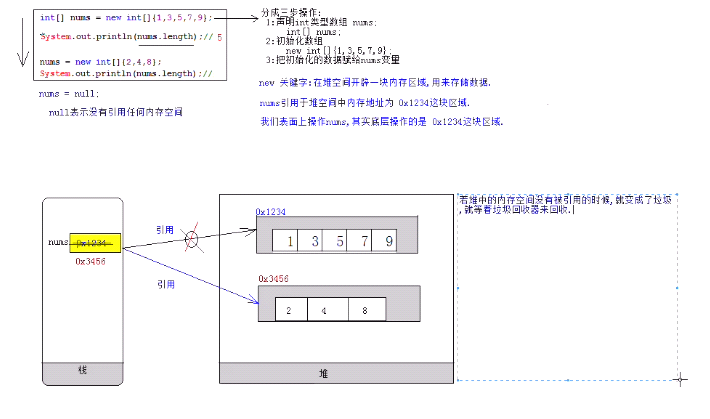 int[] nums = new int[]{1,3,5,7,9};
System.out.println(nums.length);// 5
nums = new int[]{2,4,8};
System.out.println(nums.length);//
nums = null;
null表示没有引用任何内存空间
分成三步操作:
1:声明int类型数组 nums;
int[] nums;
2:初始化数组
new int[]{1,3,5,7,9};
3:把初始化的数据赋给nums变量
new 关键字:在堆空间开辟一块内存区域,用来存储数据.
nums引用于堆空间中内存地址为 0x1234这块区域.
我们表面上操作nums,其实底层操作的是 0x1234这块区域.
nums
0x1234
0x3456
栈
引用
引用
0x1234
1 3 5 7 9
0x3456
2 4 8
堆
若堆中的内存空间没有被引用的时候,就变成了垃圾
,就等着垃圾回收器来回收.